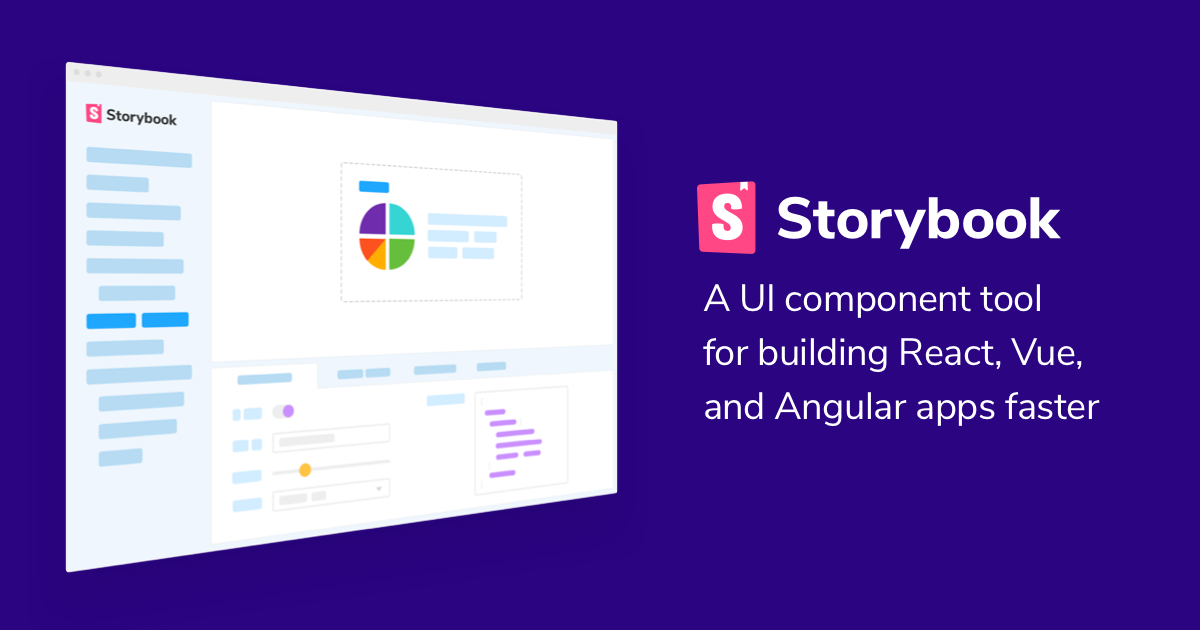 Storybook
Storybook
A UI component tool
for building React, Vue,
and Angular apps faster